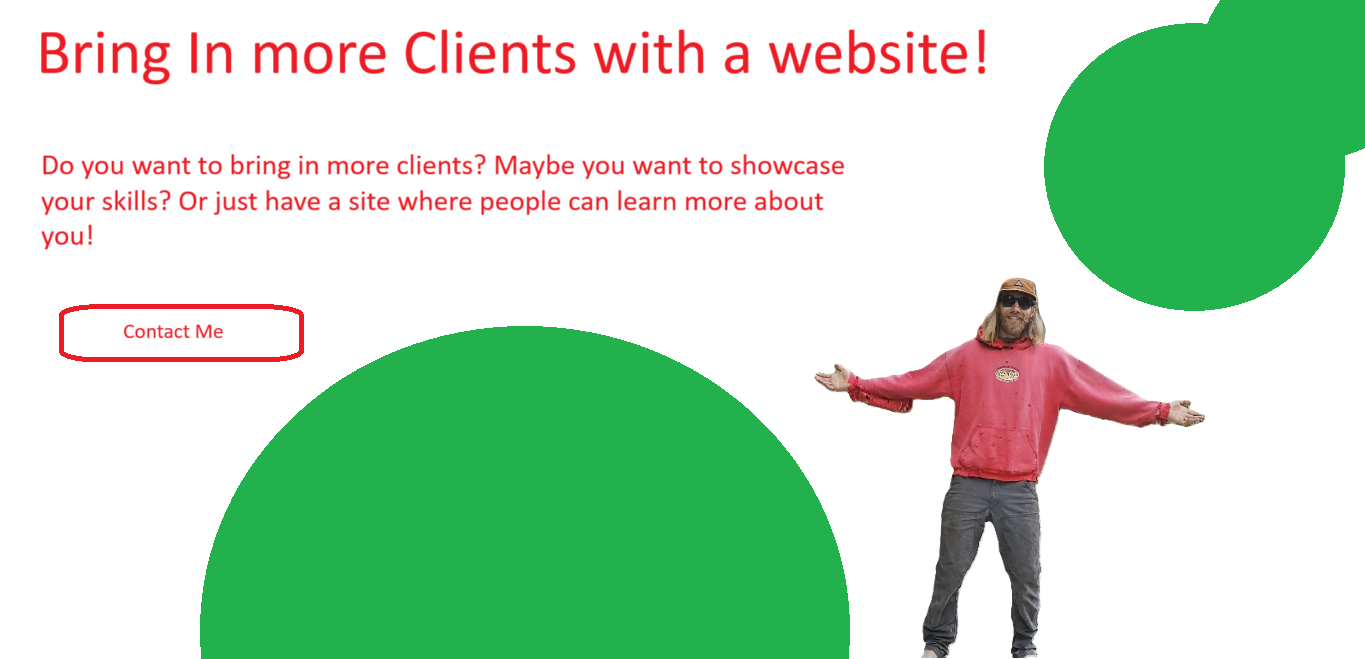 Bring In more Clients with a website!
Do you want to bring in more clients? Maybe you want to showcase
your skills? Or just have a site where people can learn more about
you!
Contact Me